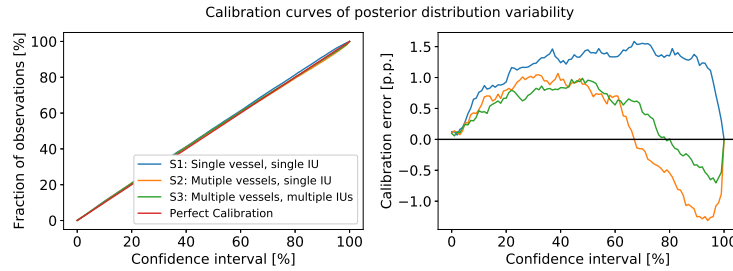 Calibration curves of posterior distribution variability
Fraction of observations [%]
100
80
60
40
20
0
0 20 40 60 80 100
Confidence interval [%]
S1: Single vessel, single IU
S2: Mutiple vessels, single IU
S3: Multiple vessels, multiple IUs
Perfect Calibration
Calibration error [p.p.]
1.5
1.0
0.5
0.0
−0.5
−1.0
0 20 40 60 80 100
Confidence interval [%]